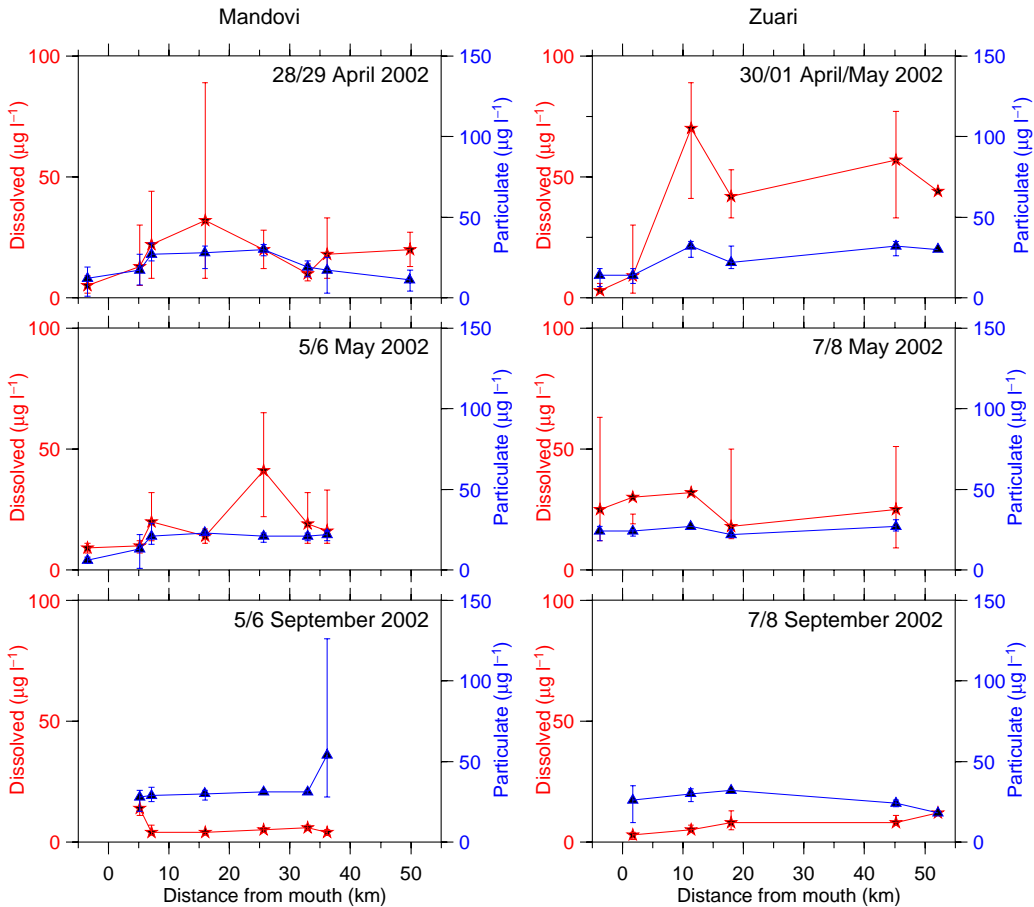 Mandovi
Zuari
28/29 April 2002
100
50
0
Dissolved (µg l⁻¹)
150
100
50
0
Particulate (µg l⁻¹)
30/01 April/May 2002
100
50
0
Dissolved (µg l⁻¹)
150
100
50
0
Particulate (µg l⁻¹)
5/6 May 2002
100
50
0
Dissolved (µg l⁻¹)
150
100
50
0
Particulate (µg l⁻¹)
7/8 May 2002
100
50
0
Dissolved (µg l⁻¹)
150
100
50
0
Particulate (µg l⁻¹)
5/6 September 2002
100
50
0
Dissolved (µg l⁻¹)
150
100
50
0
Particulate (µg l⁻¹)
0 10 20 30 40 50
Distance from mouth (km)
7/8 September 2002
100
50
0
Dissolved (µg l⁻¹)
150
100
50
0
Particulate (µg l⁻¹)
0 10 20 30 40 50
Distance from mouth (km)